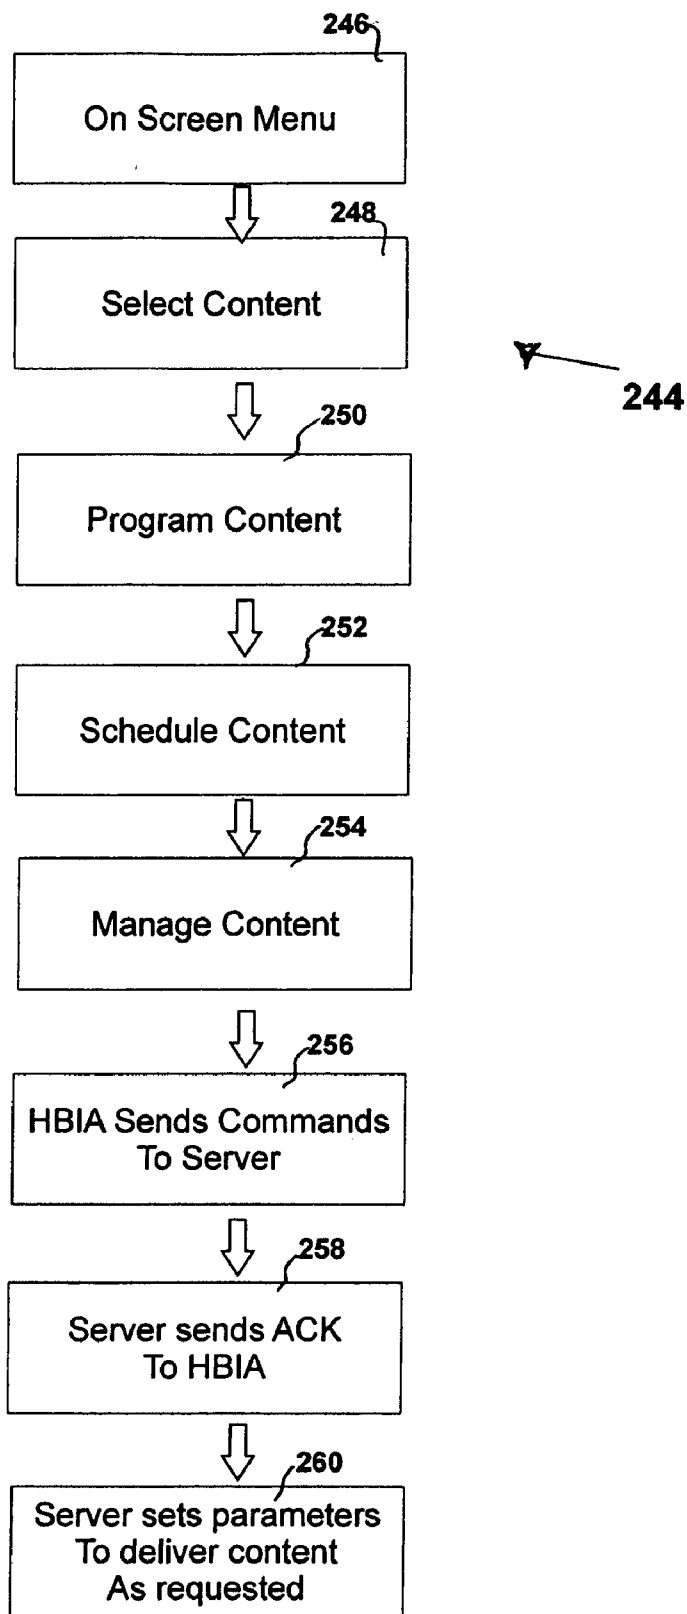 246
On Screen Menu
248
Select Content
244
250
Program Content
252
Schedule Content
254
Manage Content
256
HBIA Sends Commands
To Server
258
Server sends ACK
To HBIA
260
Server sets parameters
To deliver content
As requested